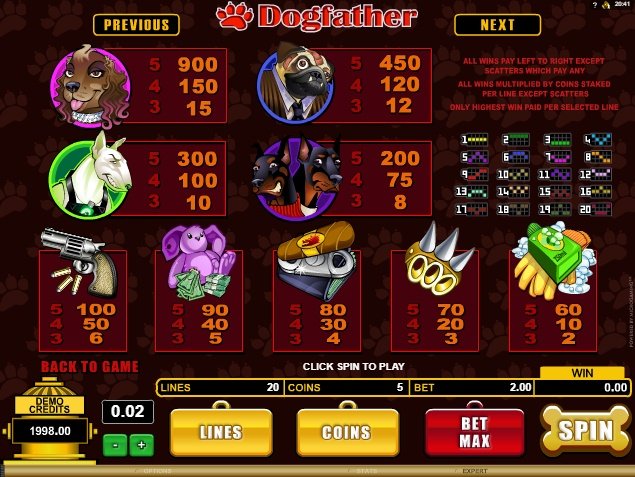 Dogfather
? 20:41
PREVIOUS
NEXT
5 900
4 150
3 15
5 450
4 120
3 12
ALL WINS PAY LEFT TO RIGHT EXCEPT
SCATTERS WHICH PAY ANY
ALL WINS MULTIPLIED BY COINS STAKED
PER LINE EXCEPT SCATTERS
ONLY HIGHEST WIN PAID PER SELECTED LINE
5 300
4 100
3 10
5 200
4 75
3 8
1 2 3 4
5 6 7 8
9 10 11 12
13 14 15 16
17 18 19 20
5 100
4 50
3 6
5 90
4 40
3 5
5 80
4 30
3 4
5 70
4 20
3 3
5 60
4 10
3 2
BACK TO GAME
CLICK SPIN TO PLAY
WIN
LINES 20 COINS 5 BET 2.00 0.00
DEMO
CREDITS
1998.00
0.02
- +
LINES
COINS
BET
MAX
SPIN
OPTIONS STATS EXPERT